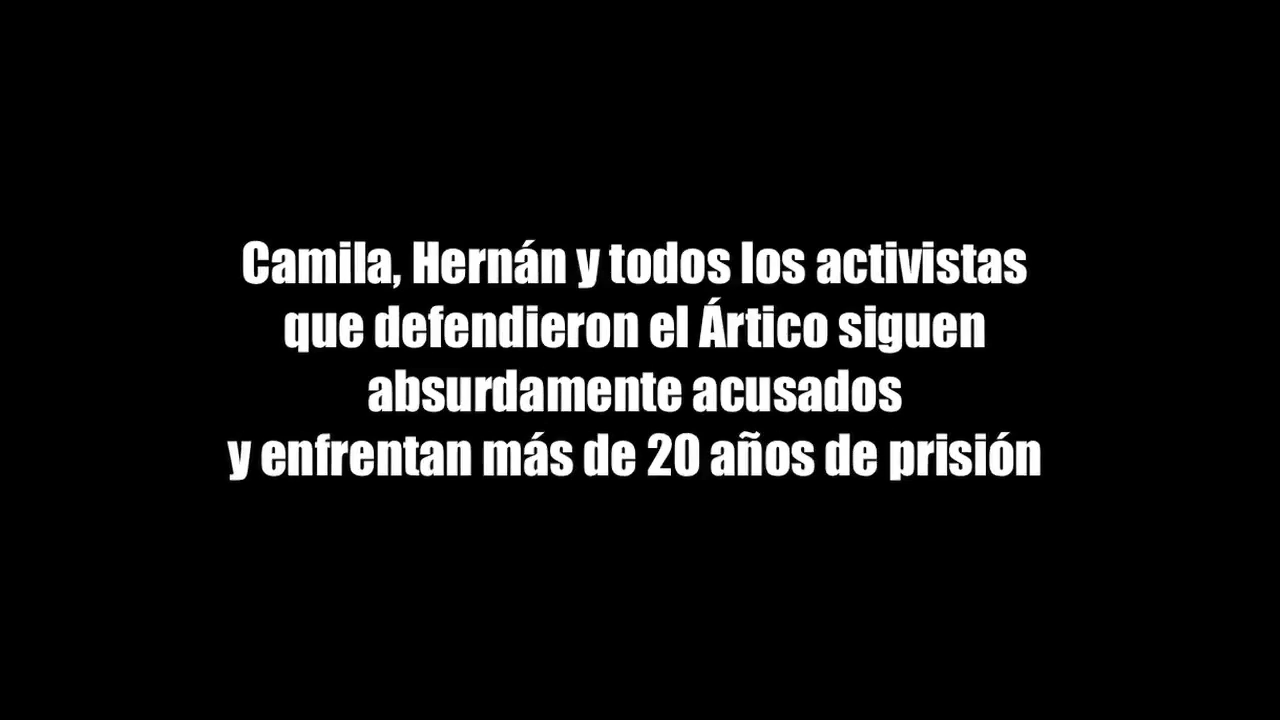 Camila, Hernán y todos los activistas
que defendieron el Ártico siguen
absurdamente acusados
y enfrentan más de 20 años de prisión